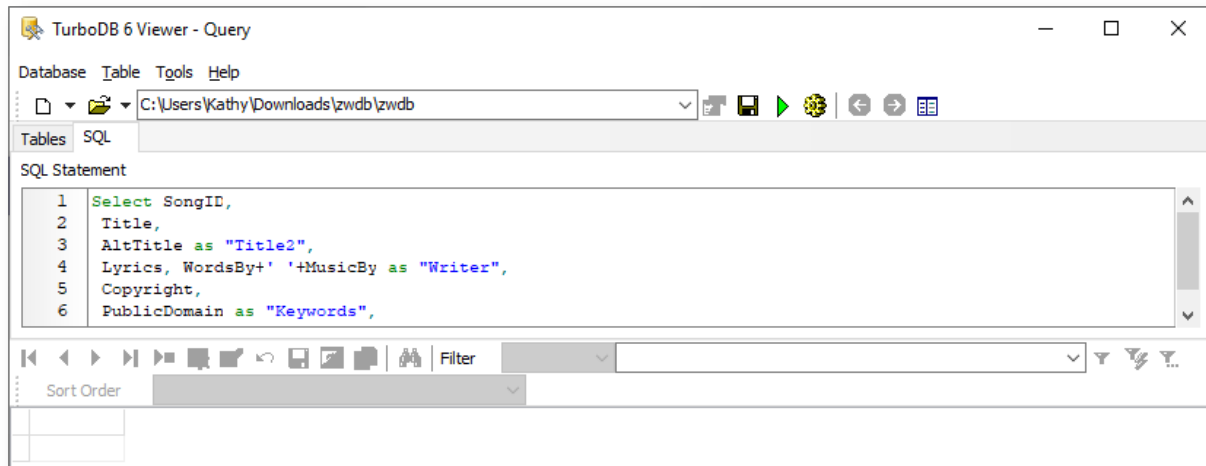 TurboDB 6 Viewer - Query
Database Table Tools Help
C:\Users\Kathy\Downloads\zwdb\zwdb
Tables SQL
SQL Statement
1 Select SongID,
2 Title,
3 AltTitle as "Title2",
4 Lyrics, WordsBy+' '+MusicBy as "Writer",
5 Copyright,
6 PublicDomain as "Keywords",
Filter
Sort Order